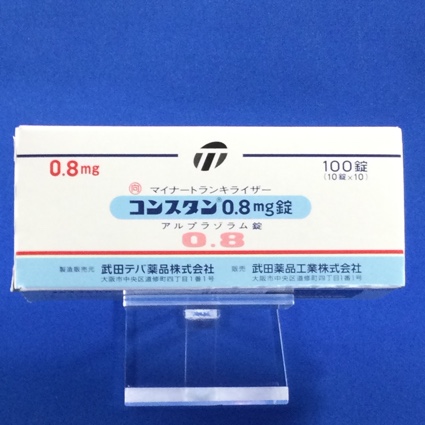 0.8mg
100錠
(10錠×10)
向
マイナートランキライザー
コンスタン®0.8mg錠
アルプラゾラム錠
0.8
製造販売元 武田テバ薬品株式会社
大阪市中央区道修町四丁目1番1号
販売 武田薬品工業株式会社
大阪市中央区道修町四丁目1番1号